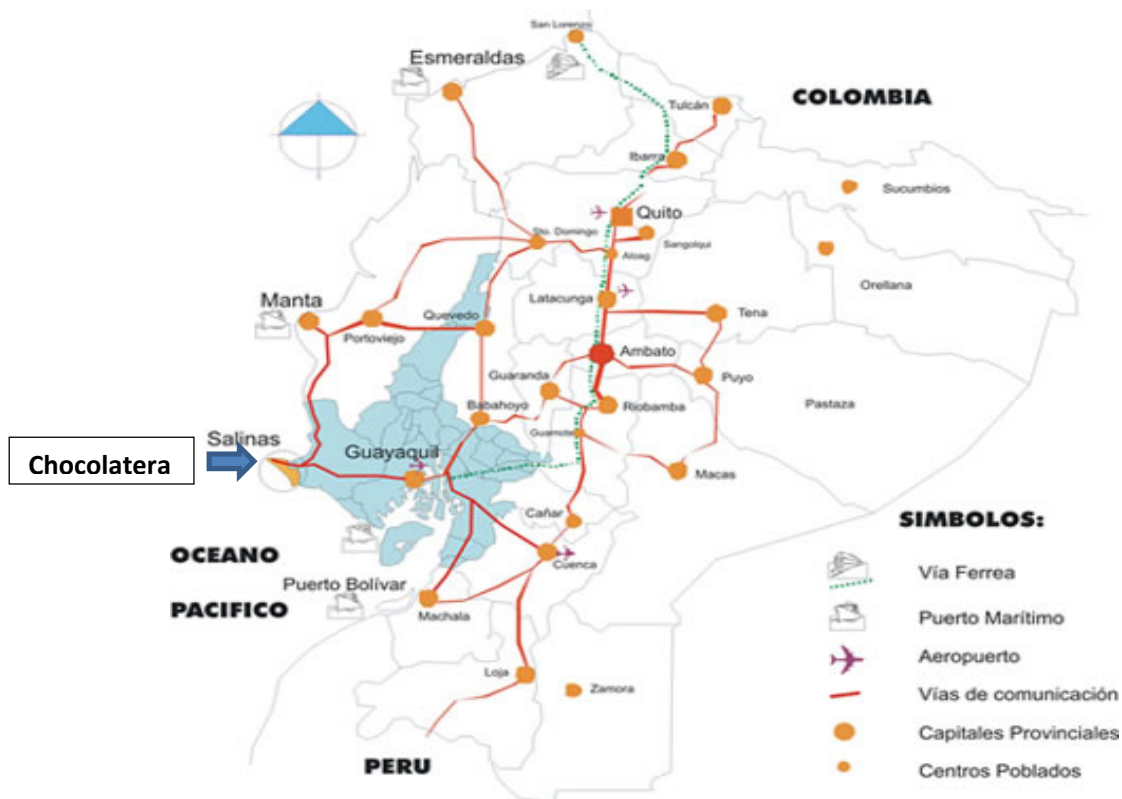 San Lorenzo
Esmeraldas
COLOMBIA
Tulcán
Ibarra
Sucumbios
Quito
Sto. Domingo
Sangolqui
Aloag
Orellana
Latacunga
Manta
Tena
Quevedo
Portoviejo
Ambato
Guaranda
Puyo
Pastaza
Babahoyo
Riobamba
Guamote
Salinas
Chocolatera
Guayaquil
Macas
Cañar
SIMBOLOS:
OCEANO
Cuenca
Vía Ferrea
Puerto Bolívar
PACIFICO
Machala
Puerto Marítimo
Aeropuerto
Loja
Zamora
Vías de comunicación
Capitales Provinciales
PERU
Centros Poblados